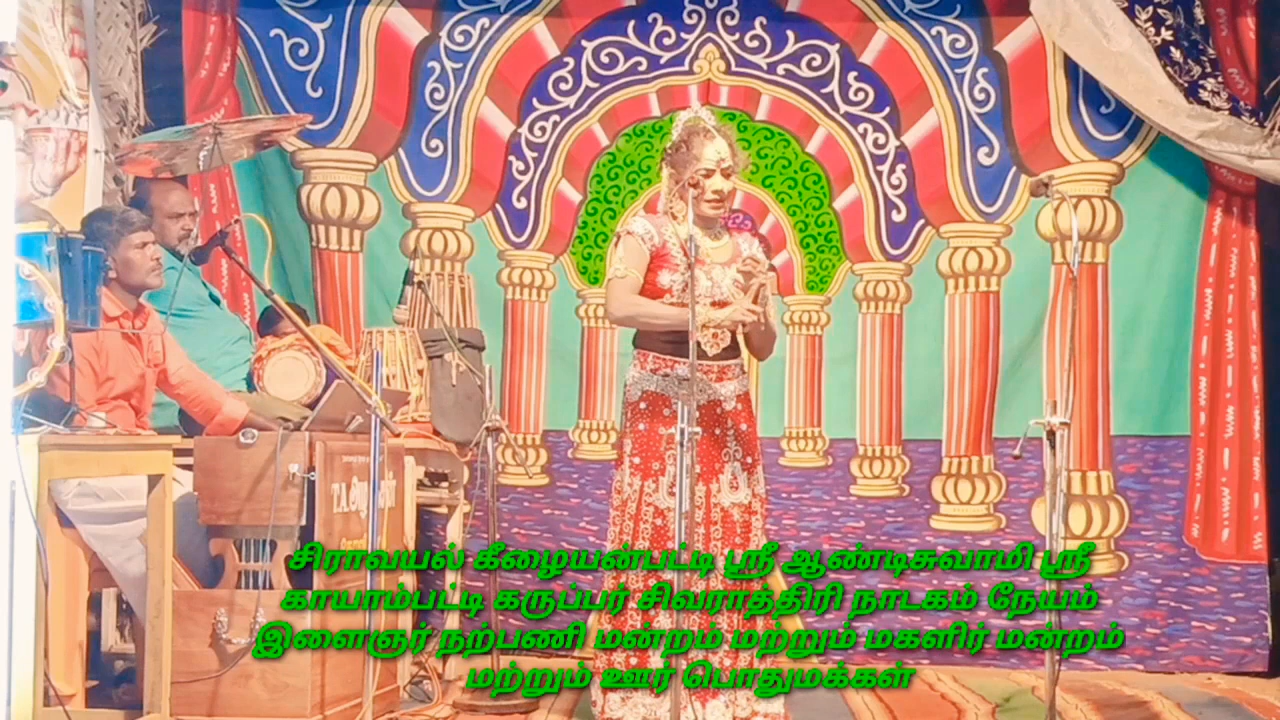 T.A.
சிராவயல் கீழையன்பட்டி ஸ்ரீ ஆண்டிசுவாமி ஸ்ரீ
காயாம்பட்டி கருப்பர் சிவராத்திரி நாடகம் நேயம்
இளைஞர் நற்பணி மன்றம் மற்றும் மகளிர் மன்றம்
மற்றும் ஊர் பொதுமக்கள்